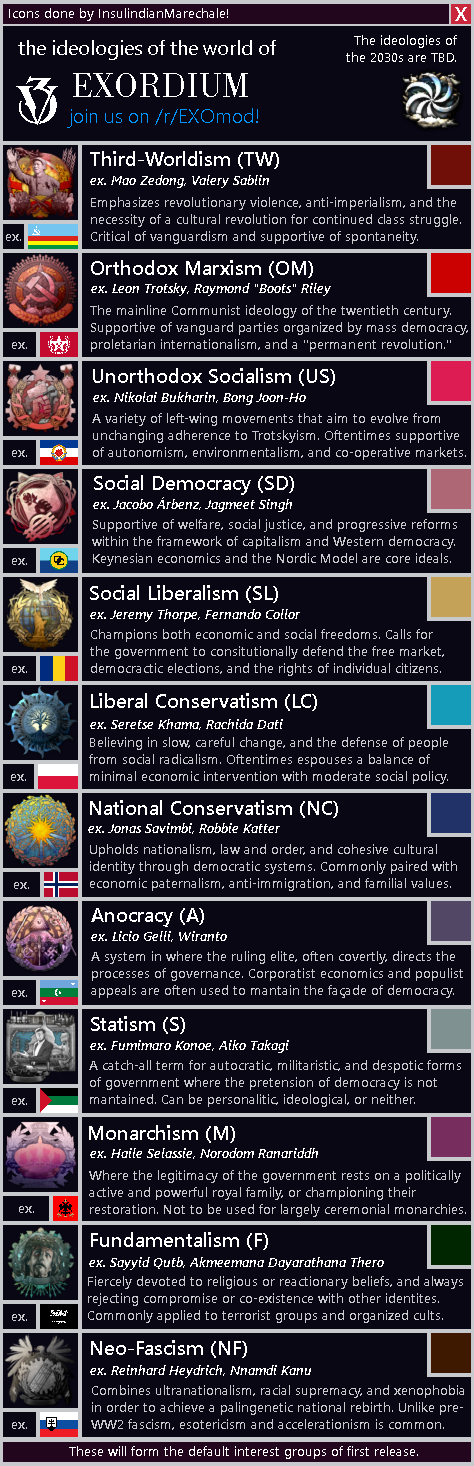 Icons done by InsulindianMarechale!
X
the ideologies of the world of
EXORDIUM
join us on /r/EXOmod!
The ideologies of
the 2030s are TBD.
Third-Worldism (TW)
ex. Mao Zedong, Valery Sablin
Emphasizes revolutionary violence, anti-imperialism, and the
necessity of a cultural revolution for continued class struggle.
Critical of vanguardism and supportive of spontaneity.
ex.
Orthodox Marxism (OM)
ex. Leon Trotsky, Raymond "Boots" Riley
The mainline Communist ideology of the twentieth century.
Supportive of vanguard parties organized by mass democracy,
proletarian internationalism, and a "permanent revolution."
ex.
Unorthodox Socialism (US)
ex. Nikolai Bukharin, Bong Joon-Ho
A variety of left-wing movements that aim to evolve from
unchanging adherence to Trotskyism. Oftentimes supportive
of autonomism, environmentalism, and co-operative markets.
ex.
Social Democracy (SD)
ex. Jacobo Árbenz, Jagmeet Singh
Supportive of welfare, social justice, and progressive reforms
within the framework of capitalism and Western democracy.
Keynesian economics and the Nordic Model are core ideals.
ex.
Social Liberalism (SL)
ex. Jeremy Thorpe, Fernando Collor
Champions both economic and social freedoms. Calls for
the government to consitutionally defend the free market,
democractic elections, and the rights of individual citizens.
ex.
Liberal Conservatism (LC)
ex. Seretse Khama, Rachida Dati
Believing in slow, careful change, and the defense of people
from social radicalism. Oftentimes espouses a balance of
minimal economic intervention with moderate social policy.
ex.
National Conservatism (NC)
ex. Jonas Savimbi, Robbie Katter
Upholds nationalism, law and order, and cohesive cultural
identity through democratic systems. Commonly paired with
economic paternalism, anti-immigration, and familial values.
ex.
Anocracy (A)
ex. Licio Gelli, Wiranto
A system in where the ruling elite, often covertly, directs the
processes of governance. Corporatist economics and populist
appeals are often used to mantain the façade of democracy.
ex.
Statism (S)
ex. Fumimaro Konoe, Aiko Takagi
A catch-all term for autocratic, militaristic, and despotic forms
of government where the pretension of democracy is not
mantained. Can be personalitic, ideological, or neither.
ex.
Monarchism (M)
ex. Haile Selassie, Norodom Ranariddh
Where the legitimacy of the government rests on a politically
active and powerful royal family, or championing their
restoration. Not to be used for largely ceremonial monarchies.
ex.
Fundamentalism (F)
ex. Sayyid Qutb, Akmeemana Dayarathana Thero
Fiercely devoted to religious or reactionary beliefs, and always
rejecting compromise or co-existence with other identites.
Commonly applied to terrorist groups and organized cults.
ex.
Neo-Fascism (NF)
ex. Reinhard Heydrich, Nnamdi Kanu
Combines ultranationalism, racial supremacy, and xenophobia
in order to achieve a palingenetic national rebirth. Unlike pre-
WW2 fascism, esotericism and accelerationism is common.
ex.
These will form the default interest groups of first release.